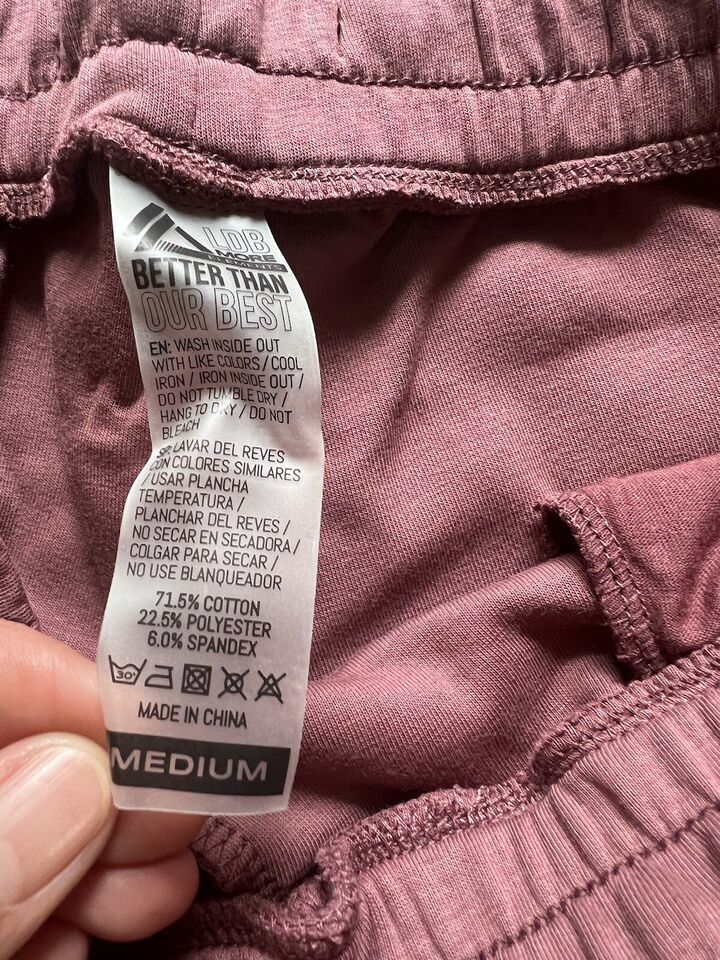 LDB
MORE
ELEMENTS
BETTER THAN
OUR BEST
EN: WASH INSIDE OUT
WITH LIKE COLORS / COOL
IRON / IRON INSIDE OUT /
DO NOT TUMBLE DRY /
HANG TO DRY / DO NOT
BLEACH
SP: LAVAR DEL REVES
CON COLORES SIMILARES
/ USAR PLANCHA
TEMPERATURA /
PLANCHAR DEL REVES /
NO SECAR EN SECADORA /
COLGAR PARA SECAR /
NO USE BLANQUEADOR
71.5% COTTON
22.5% POLYESTER
6.0% SPANDEX
30°
MADE IN CHINA
MEDIUM